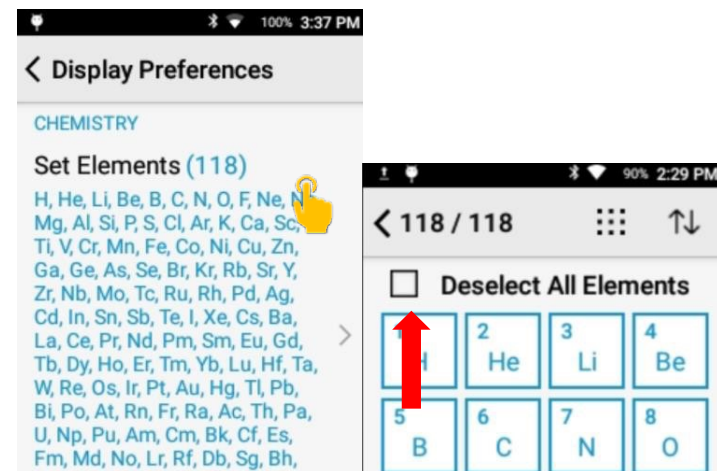 100% 3:37 PM
Display Preferences
CHEMISTRY
Set Elements (118)
H, He, Li, Be, B, C, N, O, F, Ne,
Mg, Al, Si, P, S, Cl, Ar, K, Ca, Sc,
Ti, V, Cr, Mn, Fe, Co, Ni, Cu, Zn,
Ga, Ge, As, Se, Br, Kr, Rb, Sr, Y,
Zr, Nb, Mo, Tc, Ru, Rh, Pd, Ag,
Cd, In, Sn, Sb, Te, I, Xe, Cs, Ba,
La, Ce, Pr, Nd, Pm, Sm, Eu, Gd,
Tb, Dy, Ho, Er, Tm, Yb, Lu, Hf, Ta,
W, Re, Os, Ir, Pt, Au, Hg, Tl, Pb,
Bi, Po, At, Rn, Fr, Ra, Ac, Th, Pa,
U, Np, Pu, Am, Cm, Bk, Cf, Es,
Fm, Md, No, Lr, Rf, Db, Sg, Bh,
90% 2:29 PM
118 / 118
Deselect All Elements
1 2 3 4
H He Li Be
5 6 7 8
B C N O